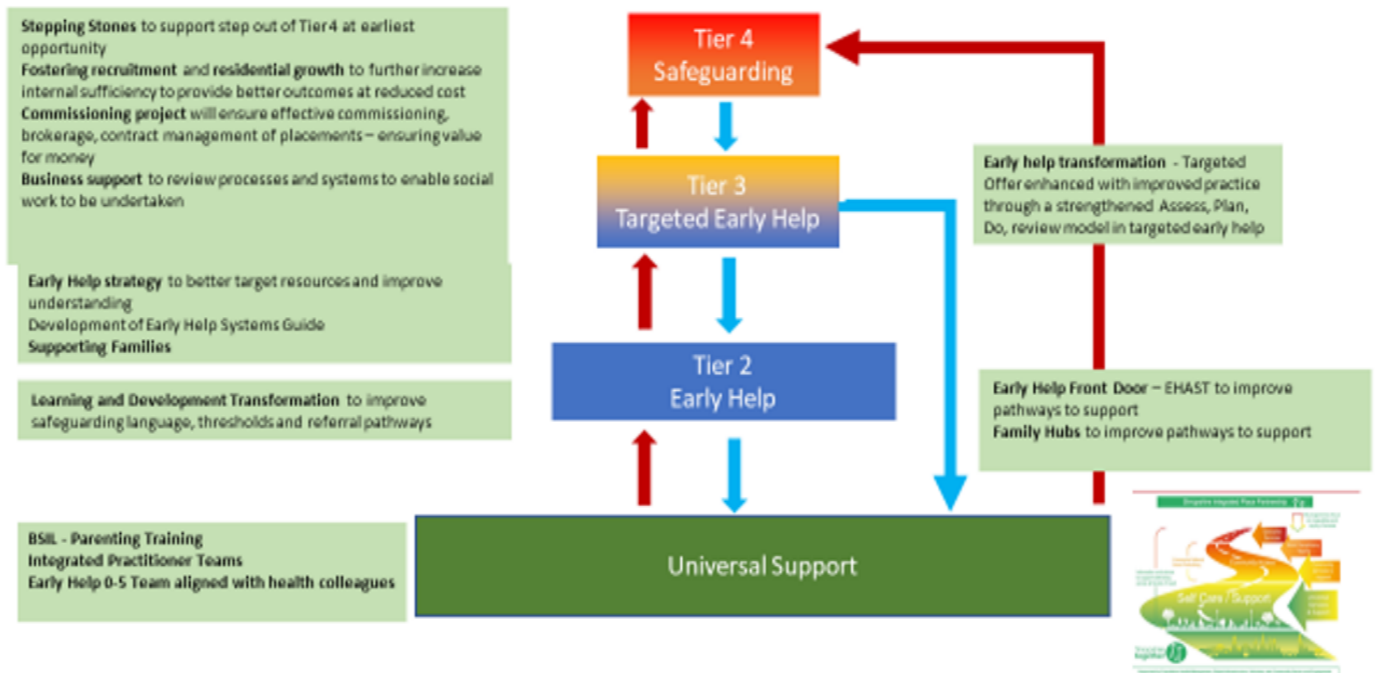 Stepping Stones to support step out of Tier 4 at earliest
opportunity
Fostering recruitment and residential growth to further increase
internal sufficiency to provide better outcomes at reduced cost
Commissioning project will ensure effective commissioning,
brokerage, contract management of placements – ensuring value
for money
Business support to review processes and systems to enable social
work to be undertaken
Early Help strategy to better target resources and improve
understanding
Development of Early Help Systems Guide
Supporting Families
Learning and Development Transformation to improve
safeguarding language, thresholds and referral pathways
BSIL - Parenting Training
Integrated Practitioner Teams
Early Help 0-5 Team aligned with health colleagues
Tier 4
Safeguarding
Tier 3
Targeted Early Help
Tier 2
Early Help
Universal Support
Early help transformation - Targeted
Offer enhanced with improved practice
through a strengthened Assess, Plan,
Do, review model in targeted early help
Early Help Front Door – EHAST to improve
pathways to support
Family Hubs to improve pathways to support
Shropshire Integrated Place Partnership
Self Care / Support
together